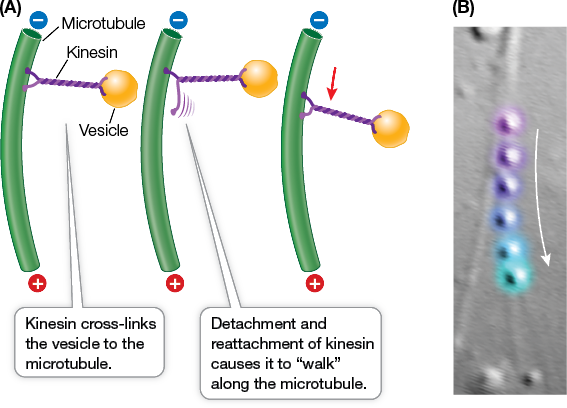 (A)
−
−
−
Microtubule
Kinesin
Vesicle
+
+
+
Kinesin cross-links
the vesicle to the
microtubule.
Detachment and
reattachment of kinesin
causes it to “walk”
along the microtubule.
(B)